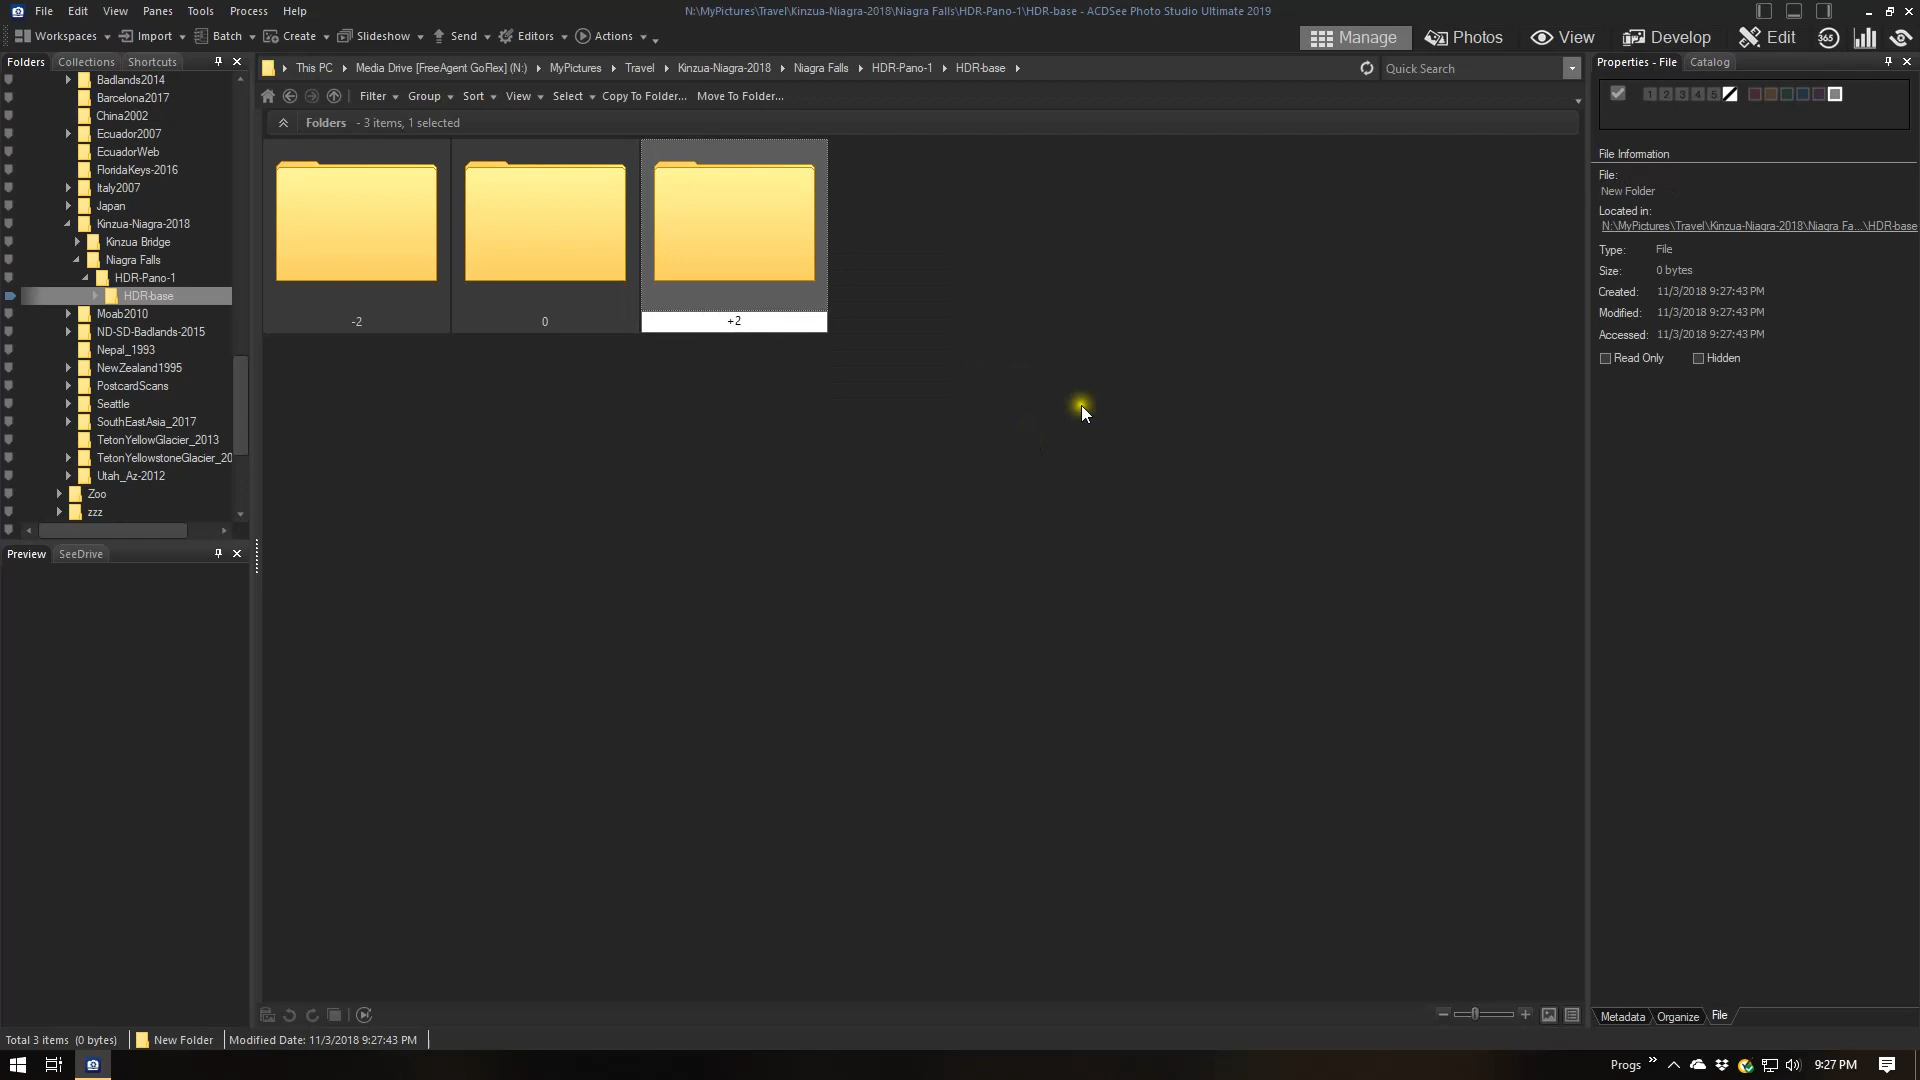 File Edit View Panes Tools Process Help
N:\MyPictures\Travel\Kinzua-Niagra-2018\Niagra Falls\HDR-Pano-1\HDR-base - ACDSee Photo Studio Ultimate 2019
Workspaces Import Batch Create Slideshow Send Editors Actions
Manage Photos View Develop Edit 365
Folders Collections Shortcuts
This PC Media Drive [FreeAgent GoFlex] (N:) MyPictures Travel Kinzua-Niagra-2018 Niagra Falls HDR-Pano-1 HDR-base
Quick Search
Properties - File Catalog
Filter Group Sort View Select Copy To Folder... Move To Folder...
Folders - 3 items, 1 selected
Badlands2014
Barcelona2017
China2002
Ecuador2007
EcuadorWeb
FloridaKeys-2016
Italy2007
Japan
Kinzua-Niagra-2018
Kinzua Bridge
Niagra Falls
HDR-Pano-1
HDR-base
Moab2010
ND-SD-Badlands-2015
Nepal_1993
NewZealand1995
PostcardScans
Seattle
SouthEastAsia_2017
TetonYellowGlacier_2013
TetonYellowstoneGlacier_20
Utah_Az-2012
Zoo
zzz
-2
0
+2
1 2 3 4 5
File Information
File:
New Folder
Located in:
N:\MyPictures\Travel\Kinzua-Niagra-2018\Niagra Fa...\HDR-base
Type: File
Size: 0 bytes
Created: 11/3/2018 9:27:43 PM
Modified: 11/3/2018 9:27:43 PM
Accessed: 11/3/2018 9:27:43 PM
Read Only Hidden
Preview SeeDrive
Metadata Organize File
Total 3 items (0 bytes) New Folder Modified Date: 11/3/2018 9:27:43 PM
Progs 9:27 PM